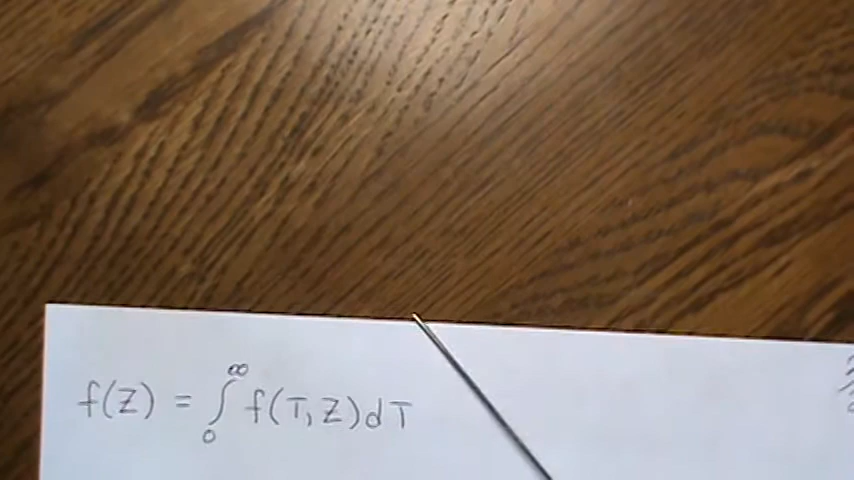 f(Z) = ∫₀^∞ f(T,Z)dT